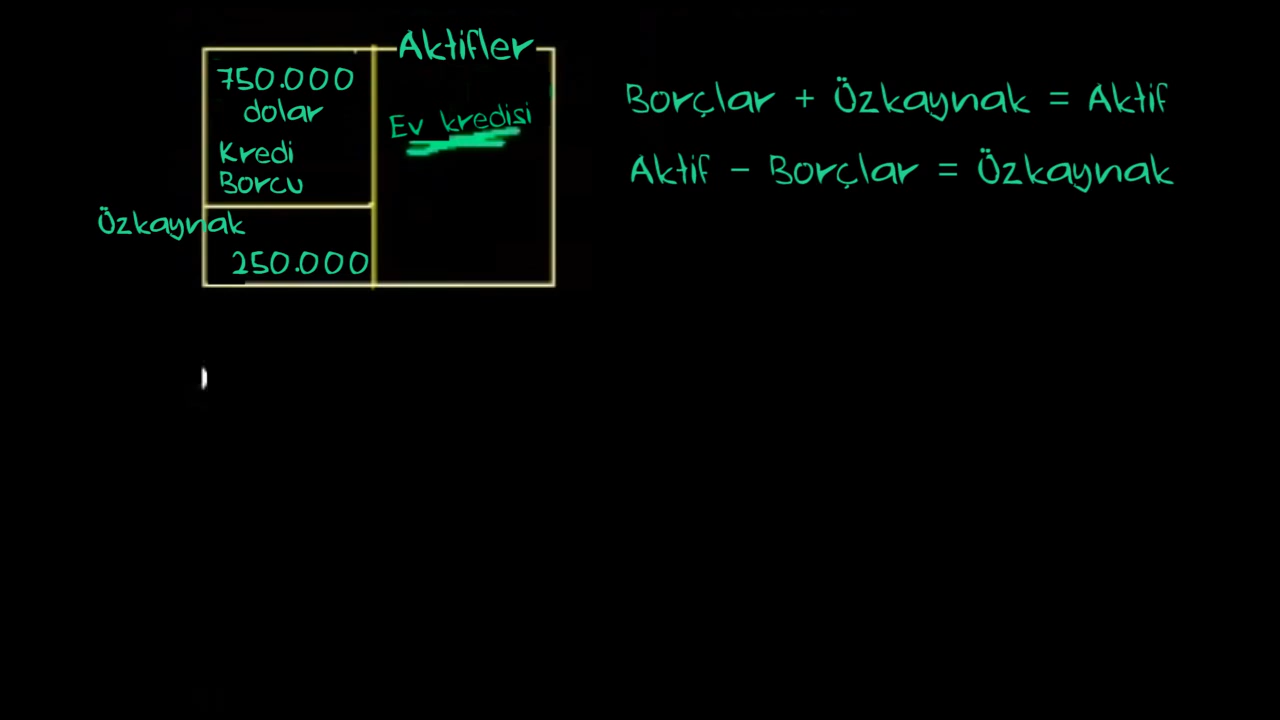 Aktifler
750.000
dolar
Kredi
Borcu
Ev kredisi
Özkaynak
250.000
Borçlar + Özkaynak = Aktif
Aktif - Borçlar = Özkaynak